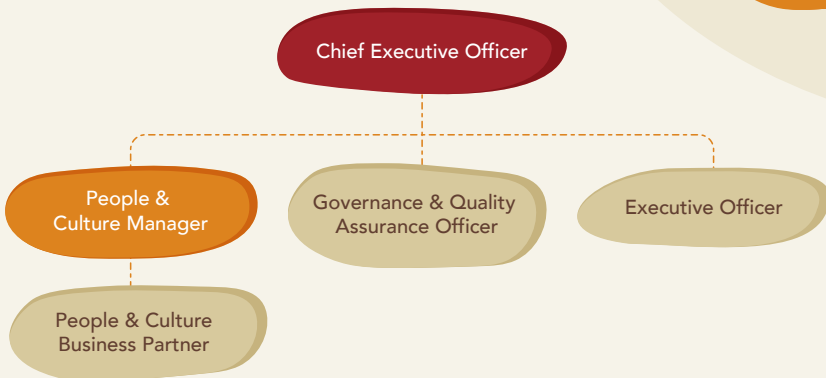 Chief Executive Officer
People &
Culture Manager
Governance & Quality
Assurance Officer
Executive Officer
People & Culture
Business Partner